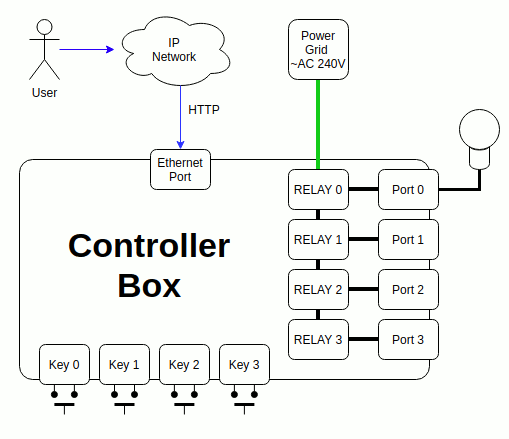 User
IP
Network
Power
Grid
~AC 240V
HTTP
Ethernet
Port
RELAY 0
Port 0
RELAY 1
Port 1
RELAY 2
Port 2
RELAY 3
Port 3
Controller
Box
Key 0
Key 1
Key 2
Key 3